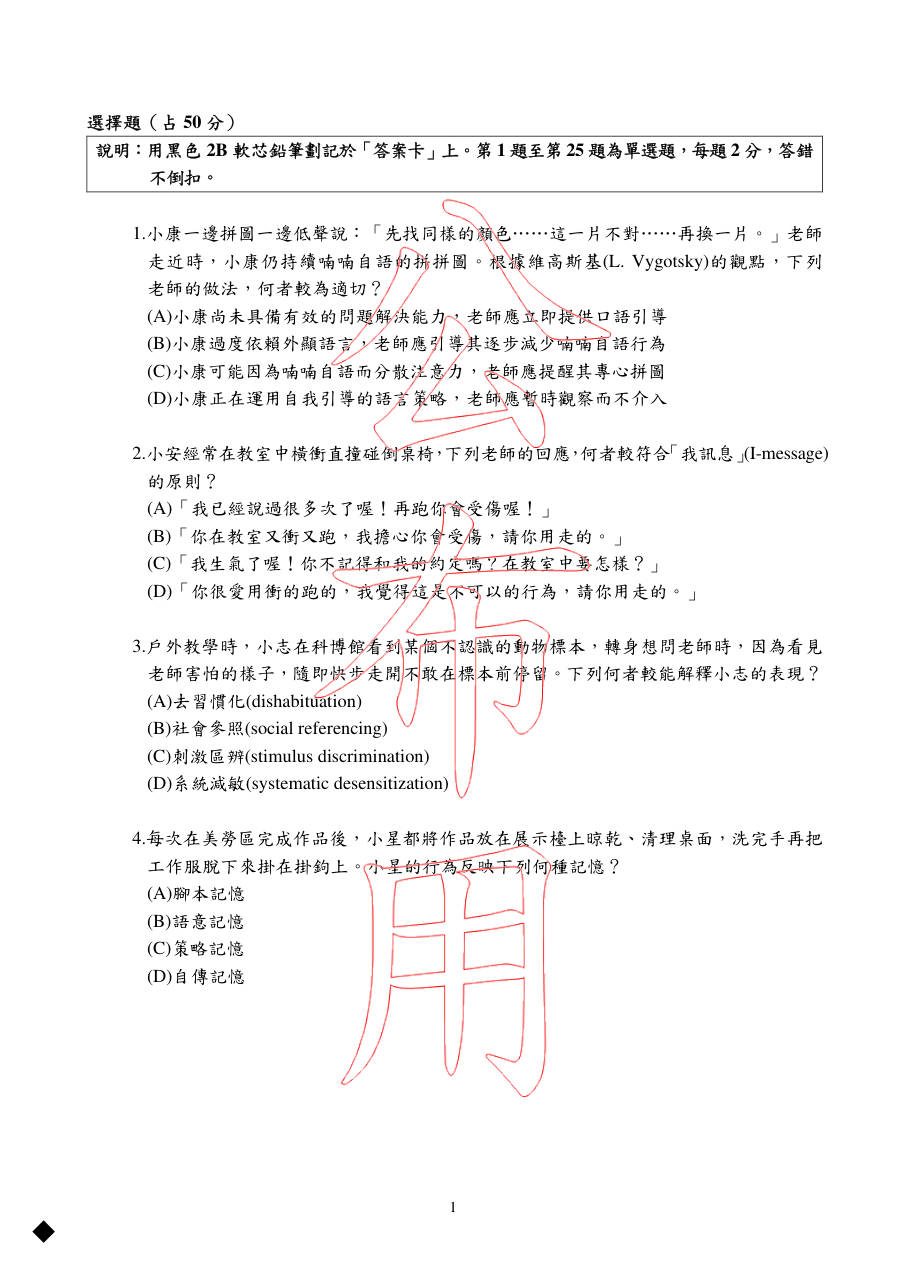 選擇題（占 50 分）
說明：用黑色 2B 軟芯鉛筆劃記於「答案卡」上。第 1 題至第 25 題為單選題，每題 2 分，答錯
不倒扣。
1.小康一邊拼圖一邊低聲說：「先找同樣的顏色……這一片不對……再換一片。」老師
走近時，小康仍持續喃喃自語的拼拼圖。根據維高斯基(L. Vygotsky)的觀點，下列
老師的做法，何者較為適切？
(A)小康尚未具備有效的問題解決能力，老師應立即提供口語引導
(B)小康過度依賴外顯語言，老師應引導其逐步減少喃喃自語行為
(C)小康可能因為喃喃自語而分散注意力，老師應提醒其專心拼圖
(D)小康正在運用自我引導的語言策略，老師應暫時觀察而不介入
2.小安經常在教室中橫衝直撞碰倒桌椅，下列老師的回應，何者較符合「我訊息」(I-message)
的原則？
(A)「我已經說過很多次了喔！再跑你會受傷喔！」
(B)「你在教室又衝又跑，我擔心你會受傷，請你用走的。」
(C)「我生氣了喔！你不記得和我的約定嗎？在教室中要怎樣？」
(D)「你很愛用衝的跑的，我覺得這是不可以的行為，請你用走的。」
3.戶外教學時，小志在科博館看到某個不認識的動物標本，轉身想問老師時，因為看見
老師害怕的樣子，隨即快步走開不敢在標本前停留。下列何者較能解釋小志的表現？
(A)去習慣化(dishabituation)
(B)社會參照(social referencing)
(C)刺激區辨(stimulus discrimination)
(D)系統減敏(systematic desensitization)
4.每次在美勞區完成作品後，小星都將作品放在展示檯上晾乾、清理桌面，洗完手再把
工作服脫下來掛在掛鉤上。小星的行為反映下列何種記憶？
(A)腳本記憶
(B)語意記憶
(C)策略記憶
(D)自傳記憶
公布用
1